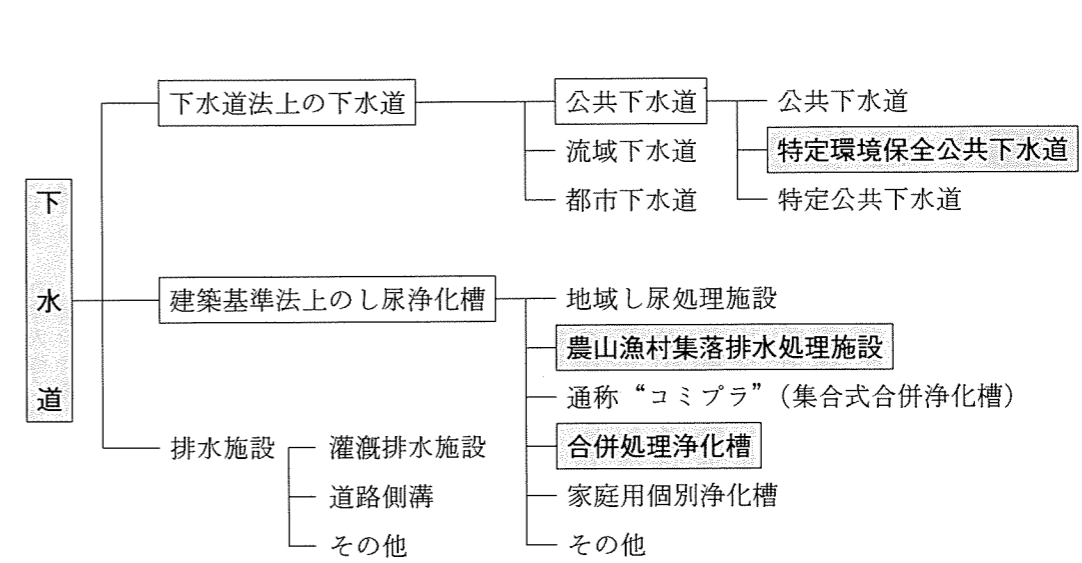 下水道
下水道法上の下水道
公共下水道
公共下水道
特定環境保全公共下水道
特定公共下水道
流域下水道
都市下水道
建築基準法上のし尿浄化槽
地域し尿処理施設
農山漁村集落排水処理施設
通称“コミプラ”（集合式合併浄化槽）
合併処理浄化槽
家庭用個別浄化槽
その他
排水施設
灌漑排水施設
道路側溝
その他